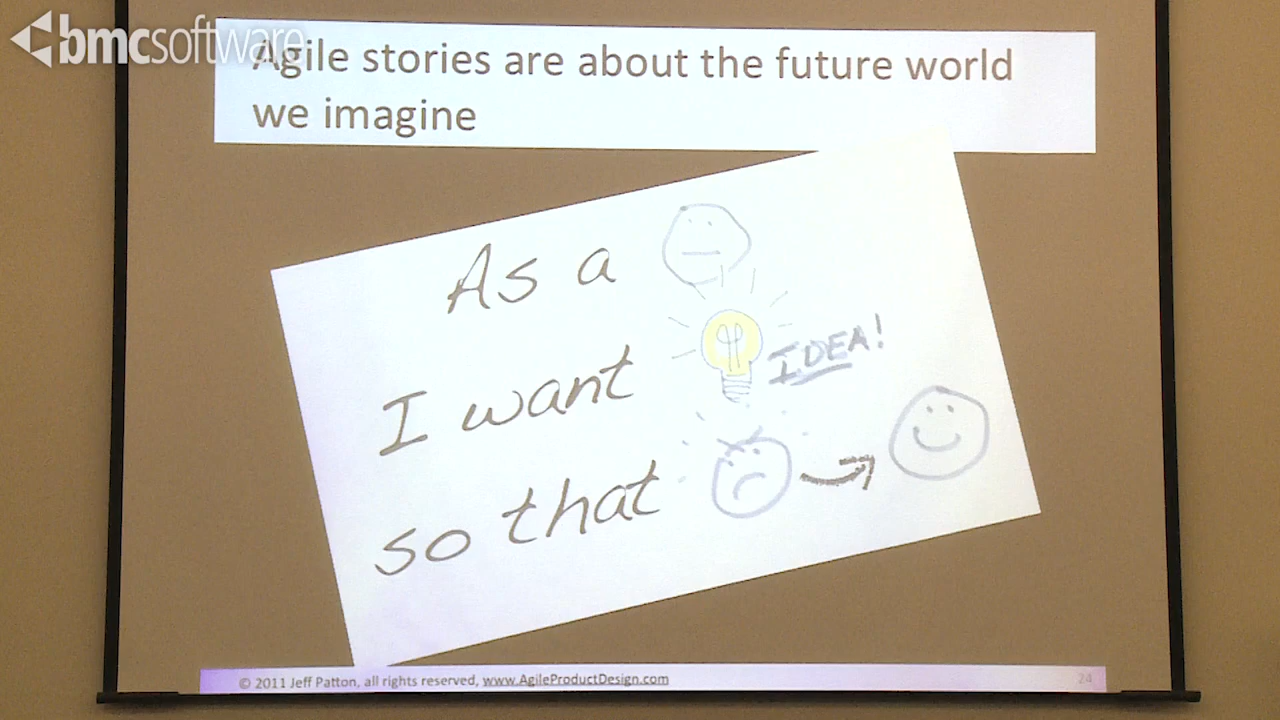 bmcsoftware
Agile stories are about the future world
we imagine
As a
I want
IDEA!
so that
© 2011 Jeff Patton, all rights reserved, www.AgileProductDesign.com
24